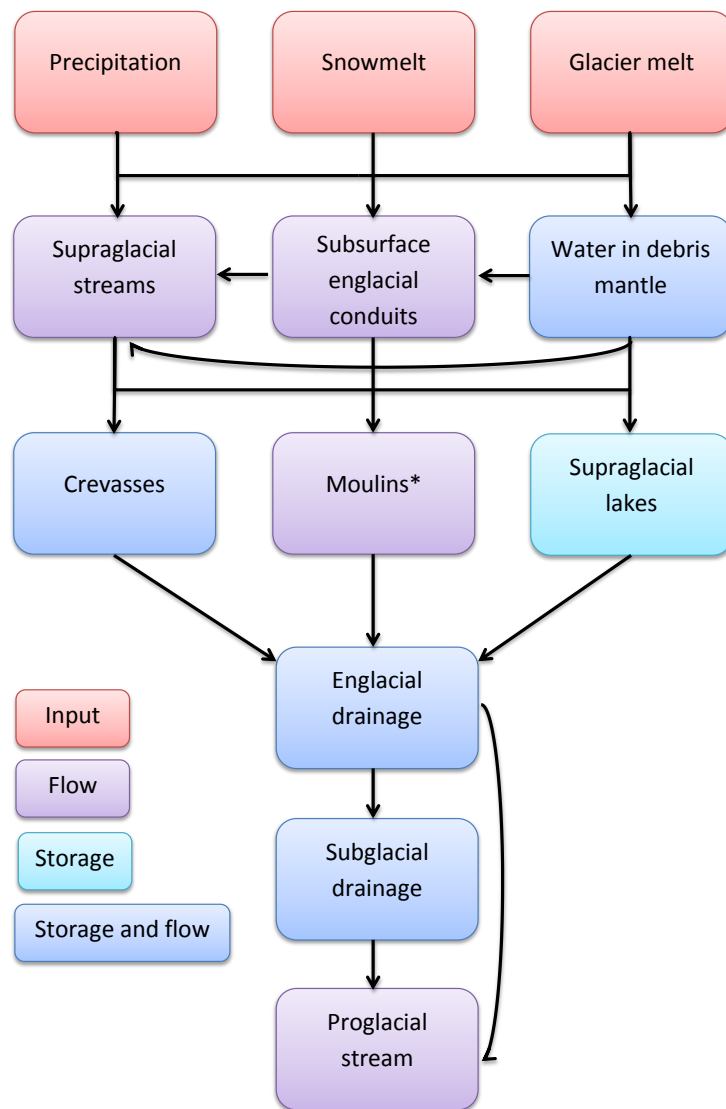 Precipitation
Snowmelt
Glacier melt
Supraglacial
streams
Subsurface
englacial
conduits
Water in debris
mantle
Crevasses
Moulins*
Supraglacial
lakes
Englacial
drainage
Input
Flow
Subglacial
drainage
Storage
Storage and flow
Proglacial
stream